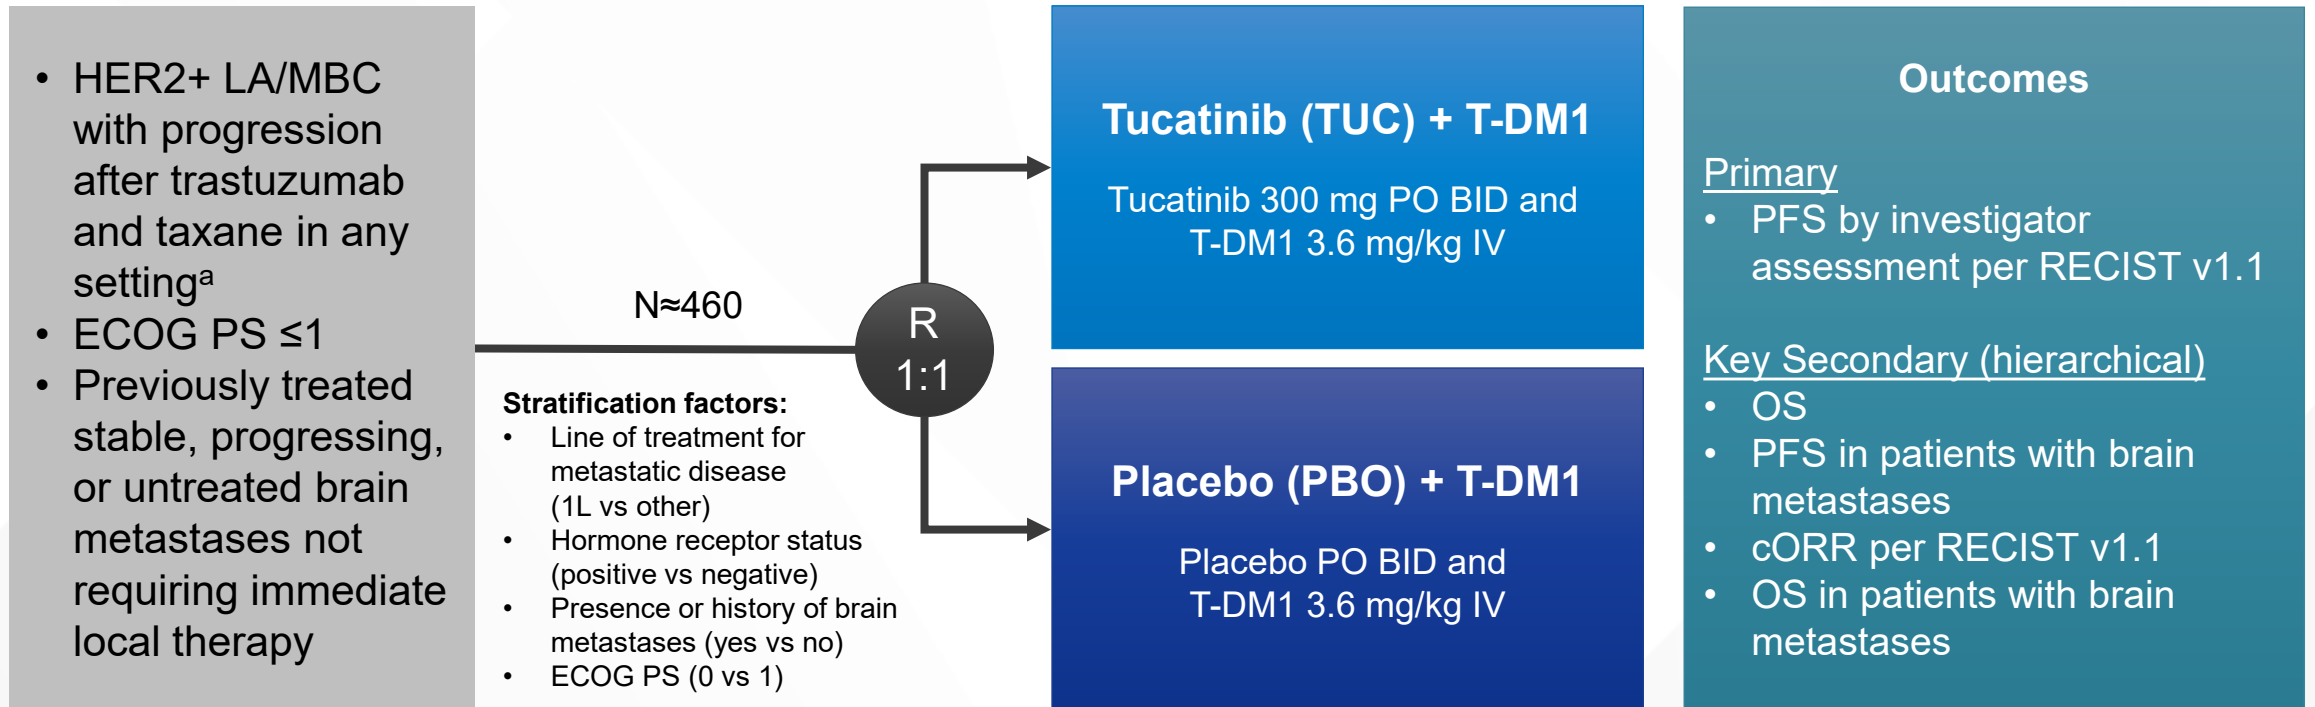 • HER2+ LA/MBC
with progression
after trastuzumab
and taxane in any
settingᵃ
• ECOG PS ≤1
• Previously treated
stable, progressing,
or untreated brain
metastases not
requiring immediate
local therapy
N≈460
Stratification factors:
• Line of treatment for
metastatic disease
(1L vs other)
• Hormone receptor status
(positive vs negative)
• Presence or history of brain
metastases (yes vs no)
• ECOG PS (0 vs 1)
R
1:1
Tucatinib (TUC) + T-DM1
Tucatinib 300 mg PO BID and
T-DM1 3.6 mg/kg IV
Placebo (PBO) + T-DM1
Placebo PO BID and
T-DM1 3.6 mg/kg IV
Outcomes
Primary
• PFS by investigator
assessment per RECIST v1.1
Key Secondary (hierarchical)
• OS
• PFS in patients with brain
metastases
• cORR per RECIST v1.1
• OS in patients with brain
metastases